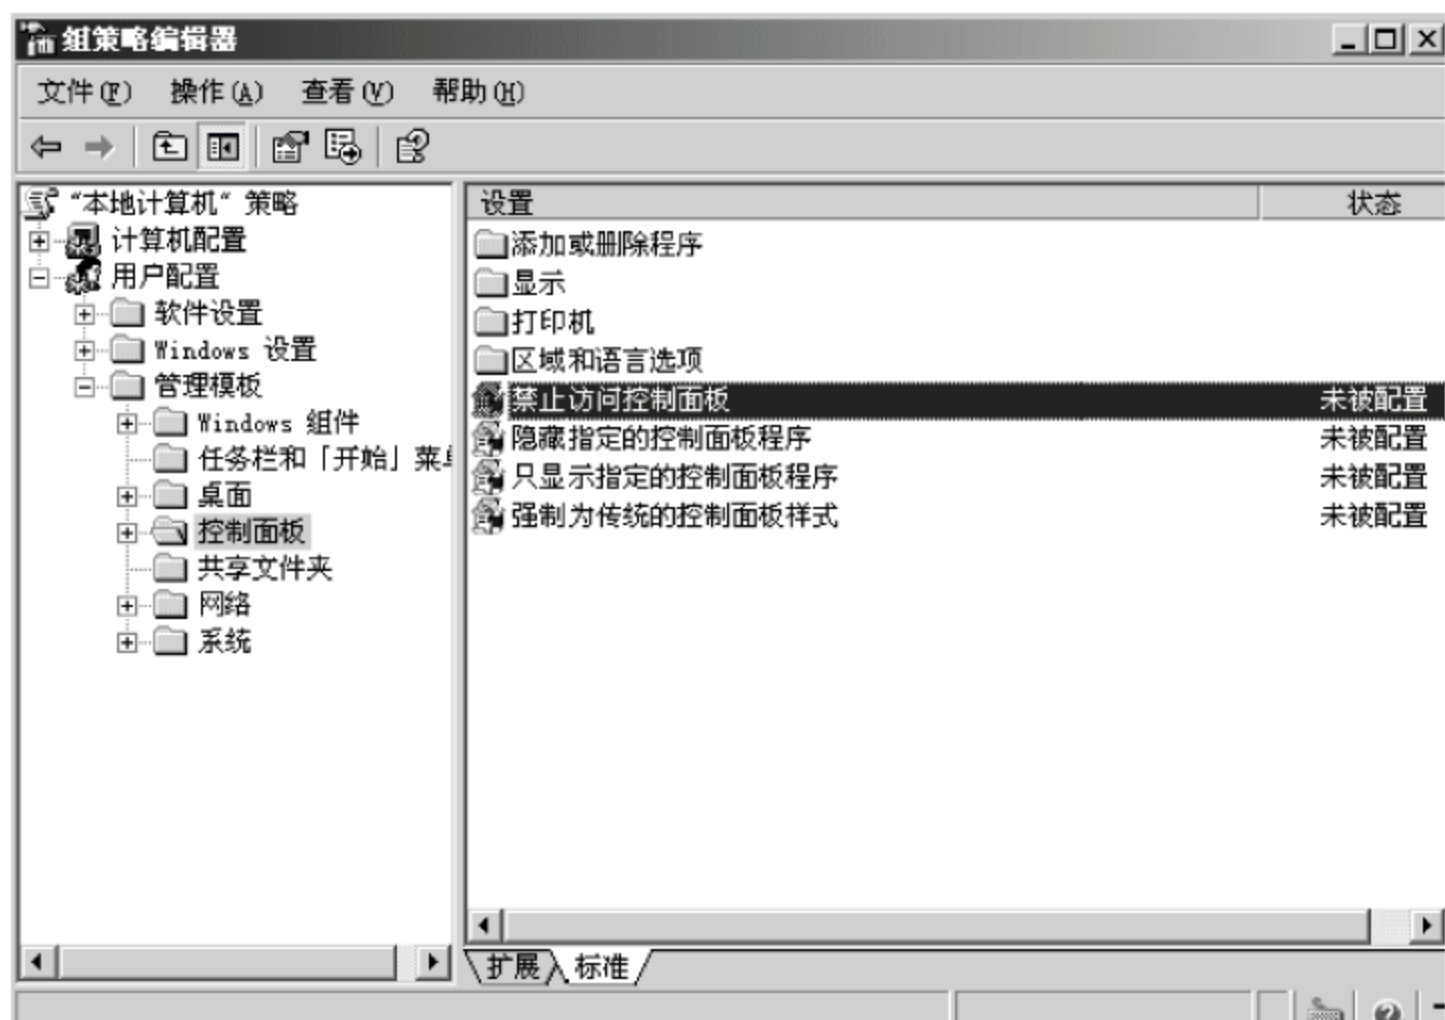 组策略编辑器
文件(F) 操作(A) 查看(V) 帮助(H)
“本地计算机“ 策略
计算机配置
用户配置
软件设置
Windows 设置
管理模板
Windows 组件
任务栏和「开始」菜
桌面
控制面板
共享文件夹
网络
系统
设置 状态
添加或删除程序
显示
打印机
区域和语言选项
禁止访问控制面板 未被配置
隐藏指定的控制面板程序 未被配置
只显示指定的控制面板程序 未被配置
强制为传统的控制面板样式 未被配置
扩展 标准